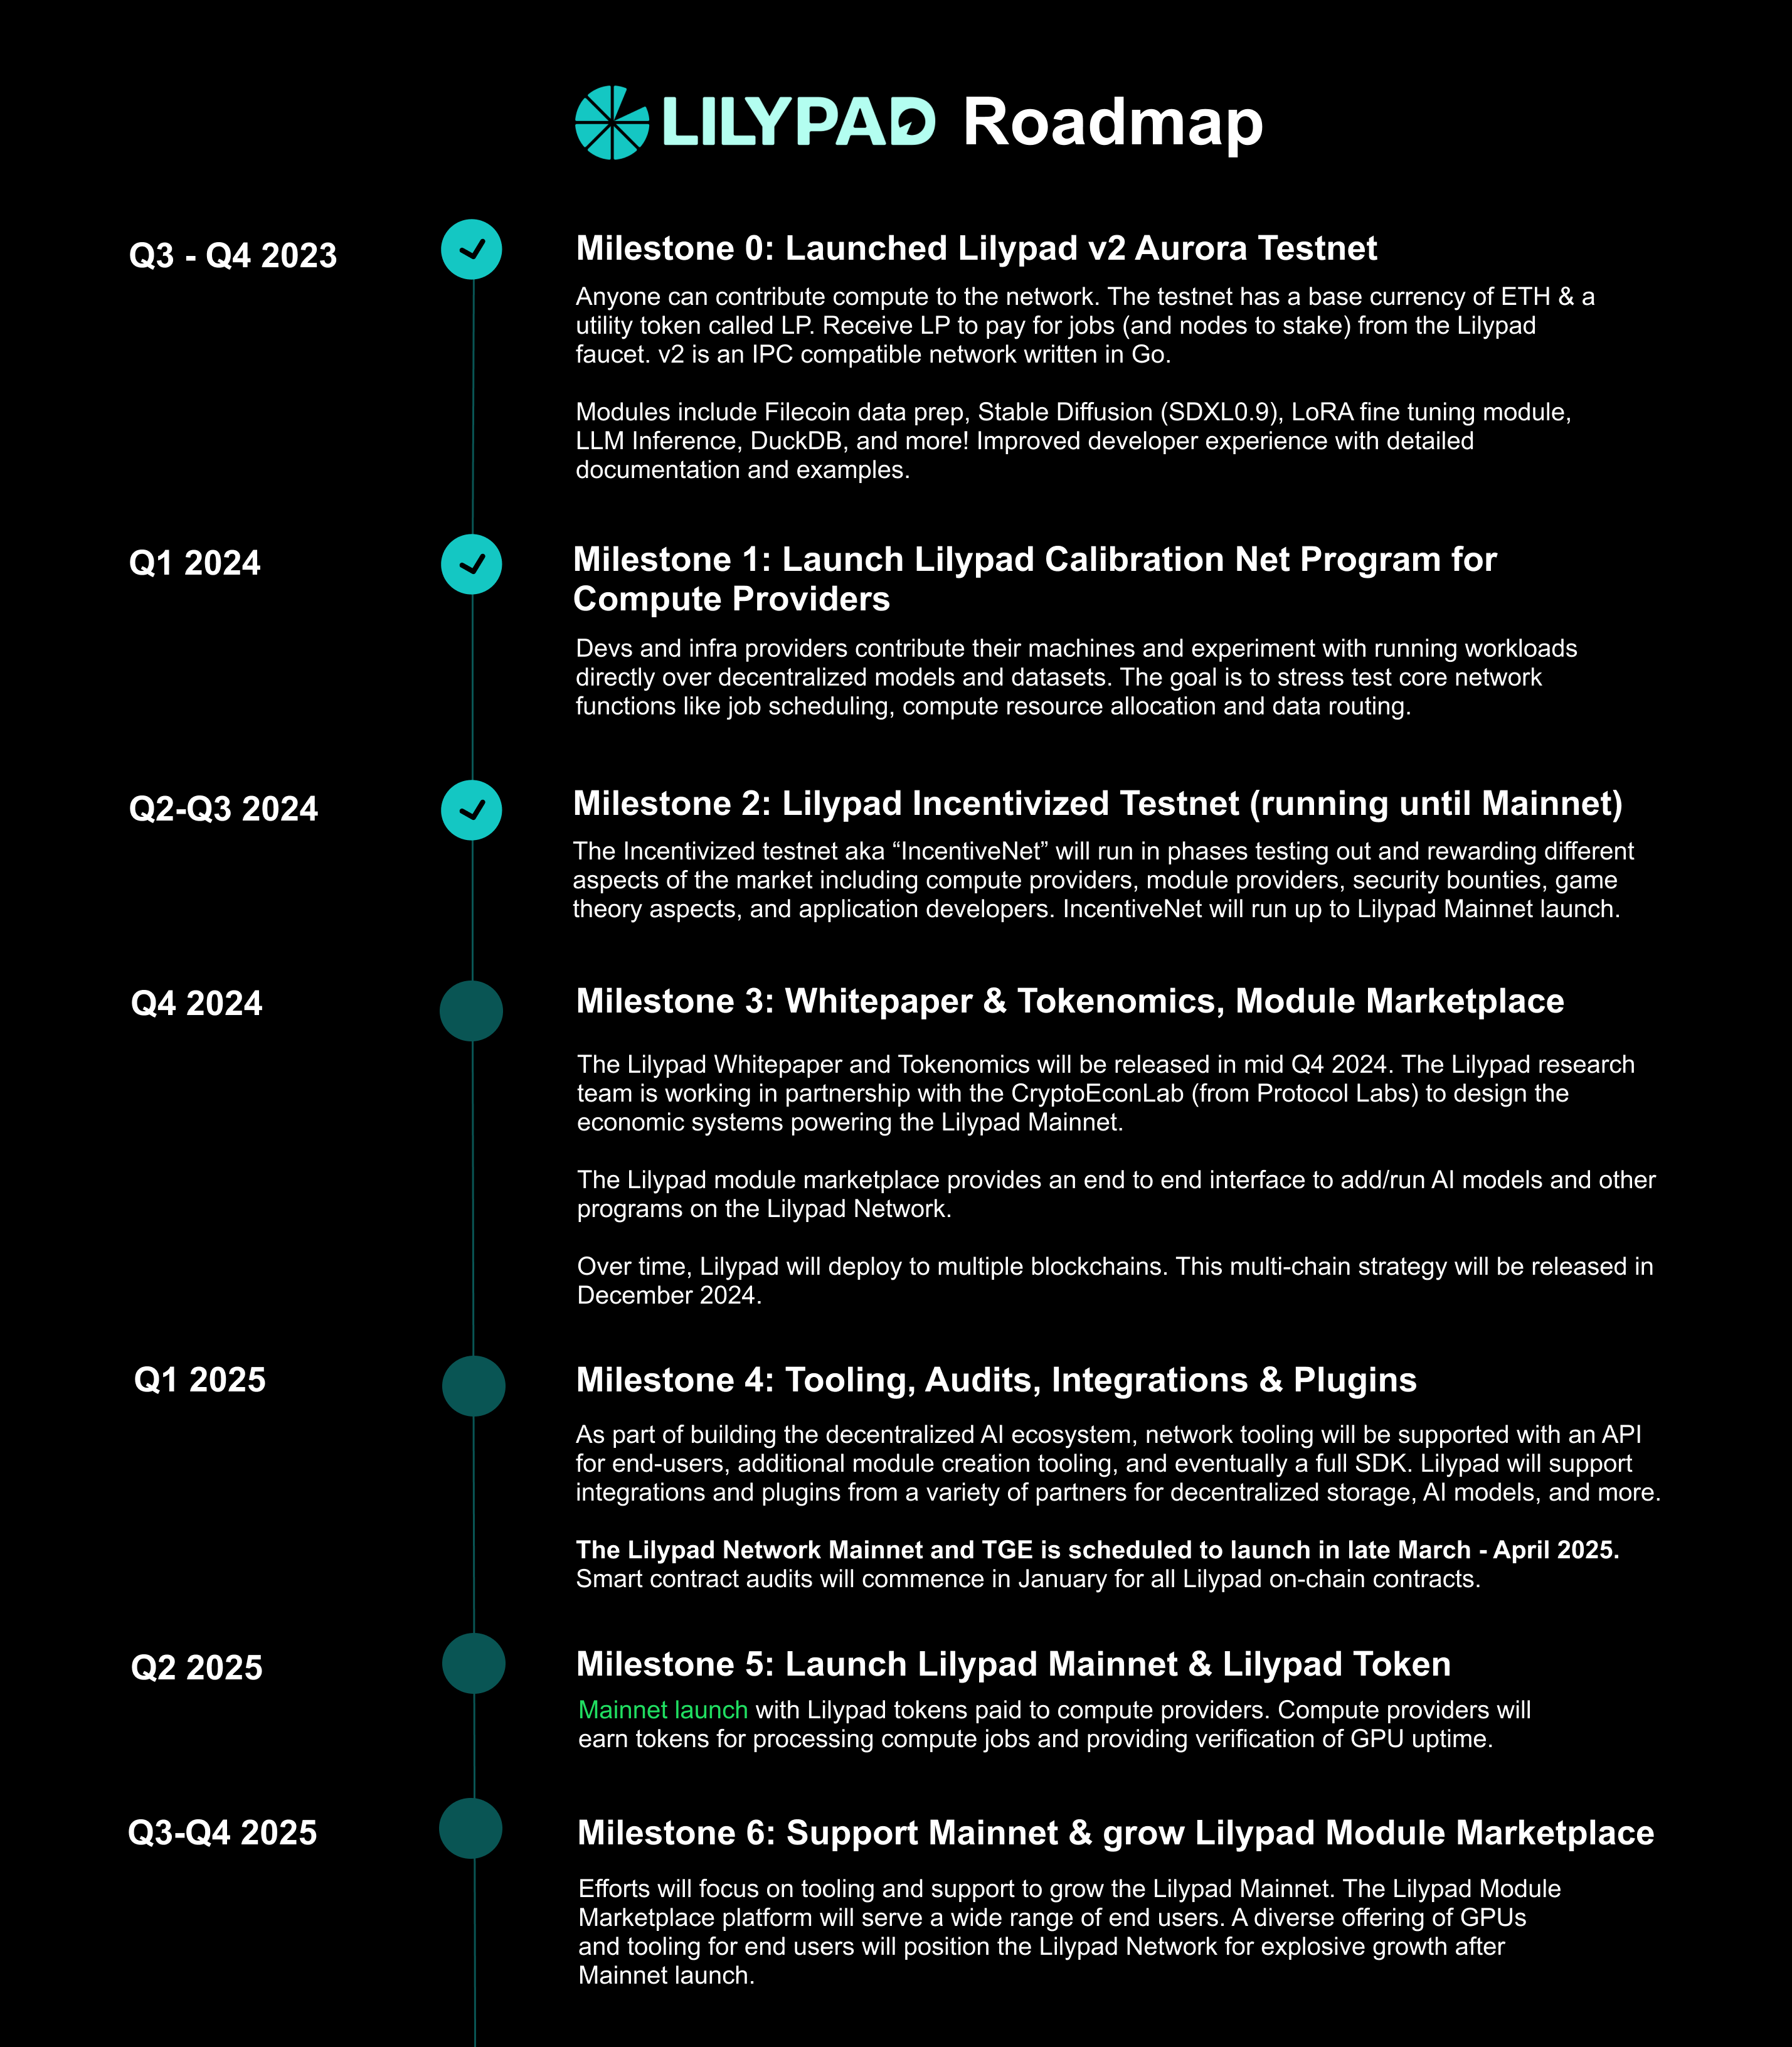 LILYPAD Roadmap
Q3 - Q4 2023
Milestone 0: Launched Lilypad v2 Aurora Testnet
Anyone can contribute compute to the network. The testnet has a base currency of ETH & a
utility token called LP. Receive LP to pay for jobs (and nodes to stake) from the Lilypad
faucet. v2 is an IPC compatible network written in Go.
Modules include Filecoin data prep, Stable Diffusion (SDXL0.9), LoRA fine tuning module,
LLM Inference, DuckDB, and more! Improved developer experience with detailed
documentation and examples.
Q1 2024
Milestone 1: Launch Lilypad Calibration Net Program for
Compute Providers
Devs and infra providers contribute their machines and experiment with running workloads
directly over decentralized models and datasets. The goal is to stress test core network
functions like job scheduling, compute resource allocation and data routing.
Q2-Q3 2024
Milestone 2: Lilypad Incentivized Testnet (running until Mainnet)
The Incentivized testnet aka “IncentiveNet” will run in phases testing out and rewarding different
aspects of the market including compute providers, module providers, security bounties, game
theory aspects, and application developers. IncentiveNet will run up to Lilypad Mainnet launch.
Q4 2024
Milestone 3: Whitepaper & Tokenomics, Module Marketplace
The Lilypad Whitepaper and Tokenomics will be released in mid Q4 2024. The Lilypad research
team is working in partnership with the CryptoEconLab (from Protocol Labs) to design the
economic systems powering the Lilypad Mainnet.
The Lilypad module marketplace provides an end to end interface to add/run AI models and other
programs on the Lilypad Network.
Over time, Lilypad will deploy to multiple blockchains. This multi-chain strategy will be released in
December 2024.
Q1 2025
Milestone 4: Tooling, Audits, Integrations & Plugins
As part of building the decentralized AI ecosystem, network tooling will be supported with an API
for end-users, additional module creation tooling, and eventually a full SDK. Lilypad will support
integrations and plugins from a variety of partners for decentralized storage, AI models, and more.
The Lilypad Network Mainnet and TGE is scheduled to launch in late March - April 2025.
Smart contract audits will commence in January for all Lilypad on-chain contracts.
Q2 2025
Milestone 5: Launch Lilypad Mainnet & Lilypad Token
Mainnet launch with Lilypad tokens paid to compute providers. Compute providers will
earn tokens for processing compute jobs and providing verification of GPU uptime.
Q3-Q4 2025
Milestone 6: Support Mainnet & grow Lilypad Module Marketplace
Efforts will focus on tooling and support to grow the Lilypad Mainnet. The Lilypad Module
Marketplace platform will serve a wide range of end users. A diverse offering of GPUs
and tooling for end users will position the Lilypad Network for explosive growth after
Mainnet launch.